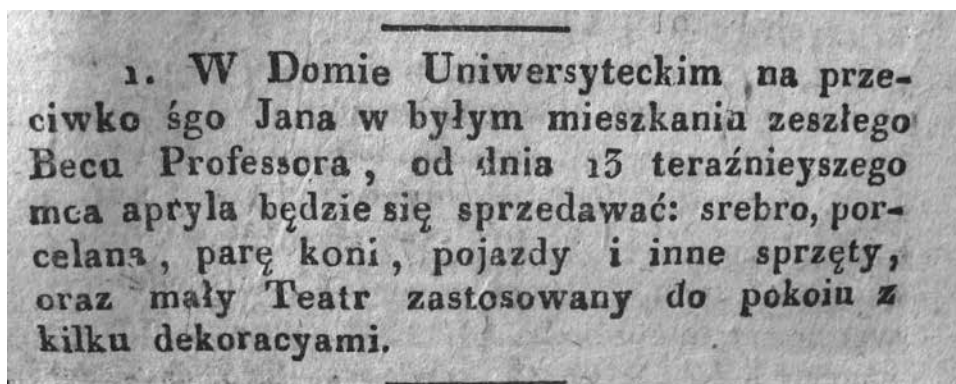 1. W Domie Uniwersyteckim na prze-
ciwko śgo Jana w byłym mieszkaniu zeszłego
Becu Professora, od dnia 13 teraźnieyszego
mca apryla będzie się sprzedawać: srebro, por-
celana, parę koni, pojazdy i inne sprzęty,
oraz mały Teatr zastosowany do pokoiu z
kilku dekoracyami.